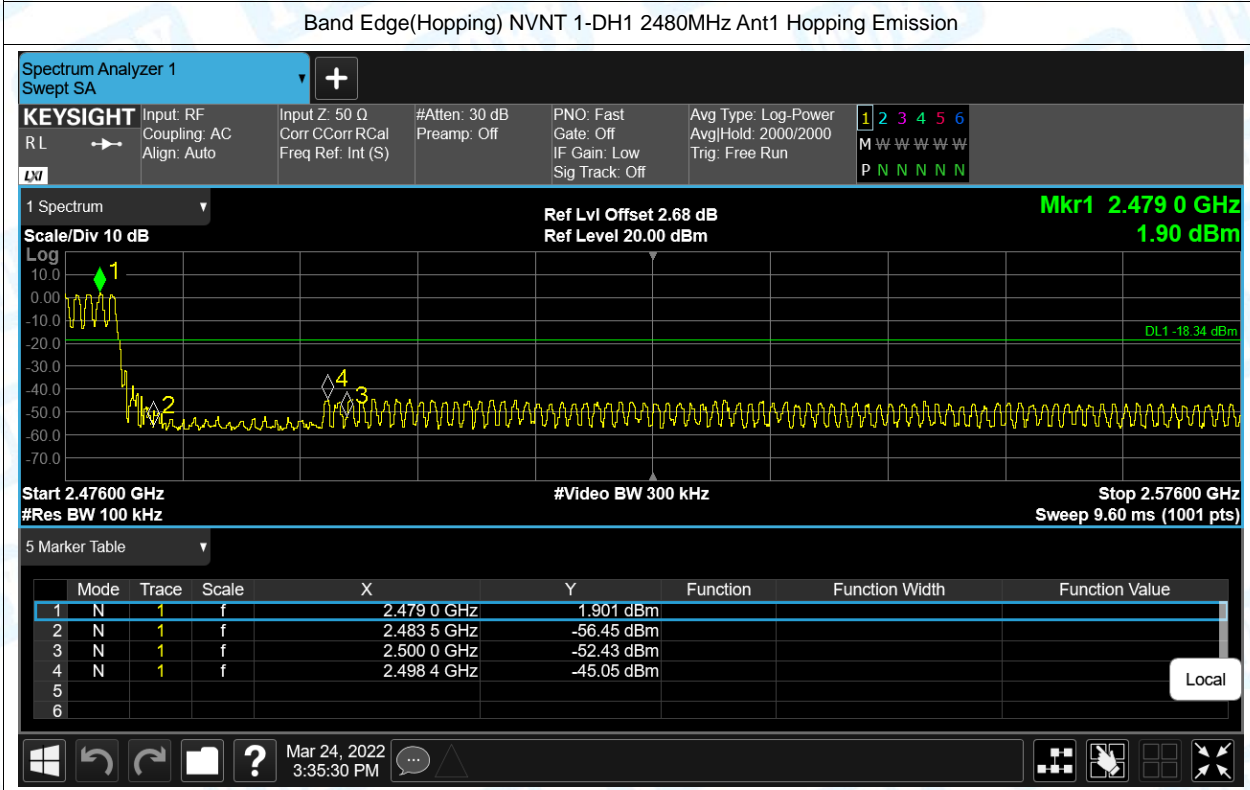 Band Edge(Hopping) NVNT 1-DH1 2480MHz Ant1 Hopping Emission
Spectrum Analyzer 1
Swept SA
KEYSIGHT
RL
LXI
Input: RF
Coupling: AC
Align: Auto
Input Z: 50 Ω
Corr CCorr RCal
Freq Ref: Int (S)
#Atten: 30 dB
Preamp: Off
PNO: Fast
Gate: Off
IF Gain: Low
Sig Track: Off
Avg Type: Log-Power
Avg|Hold: 2000/2000
Trig: Free Run
1 2 3 4 5 6
M W W W W W
P N N N N N
1 Spectrum
Scale/Div 10 dB
Ref Lvl Offset 2.68 dB
Ref Level 20.00 dBm
Mkr1 2.479 0 GHz
1.90 dBm
Log
10.0
0.00
-10.0
-20.0
-30.0
-40.0
-50.0
-60.0
-70.0
1
2
4
3
DL1 -18.34 dBm
Start 2.47600 GHz
#Res BW 100 kHz
#Video BW 300 kHz
Stop 2.57600 GHz
Sweep 9.60 ms (1001 pts)
5 Marker Table
Mode Trace Scale X Y Function Function Width Function Value
1 N 1 f 2.479 0 GHz 1.901 dBm
2 N 1 f 2.483 5 GHz -56.45 dBm
3 N 1 f 2.500 0 GHz -52.43 dBm
4 N 1 f 2.498 4 GHz -45.05 dBm
5
6
Local
Mar 24, 2022
3:35:30 PM